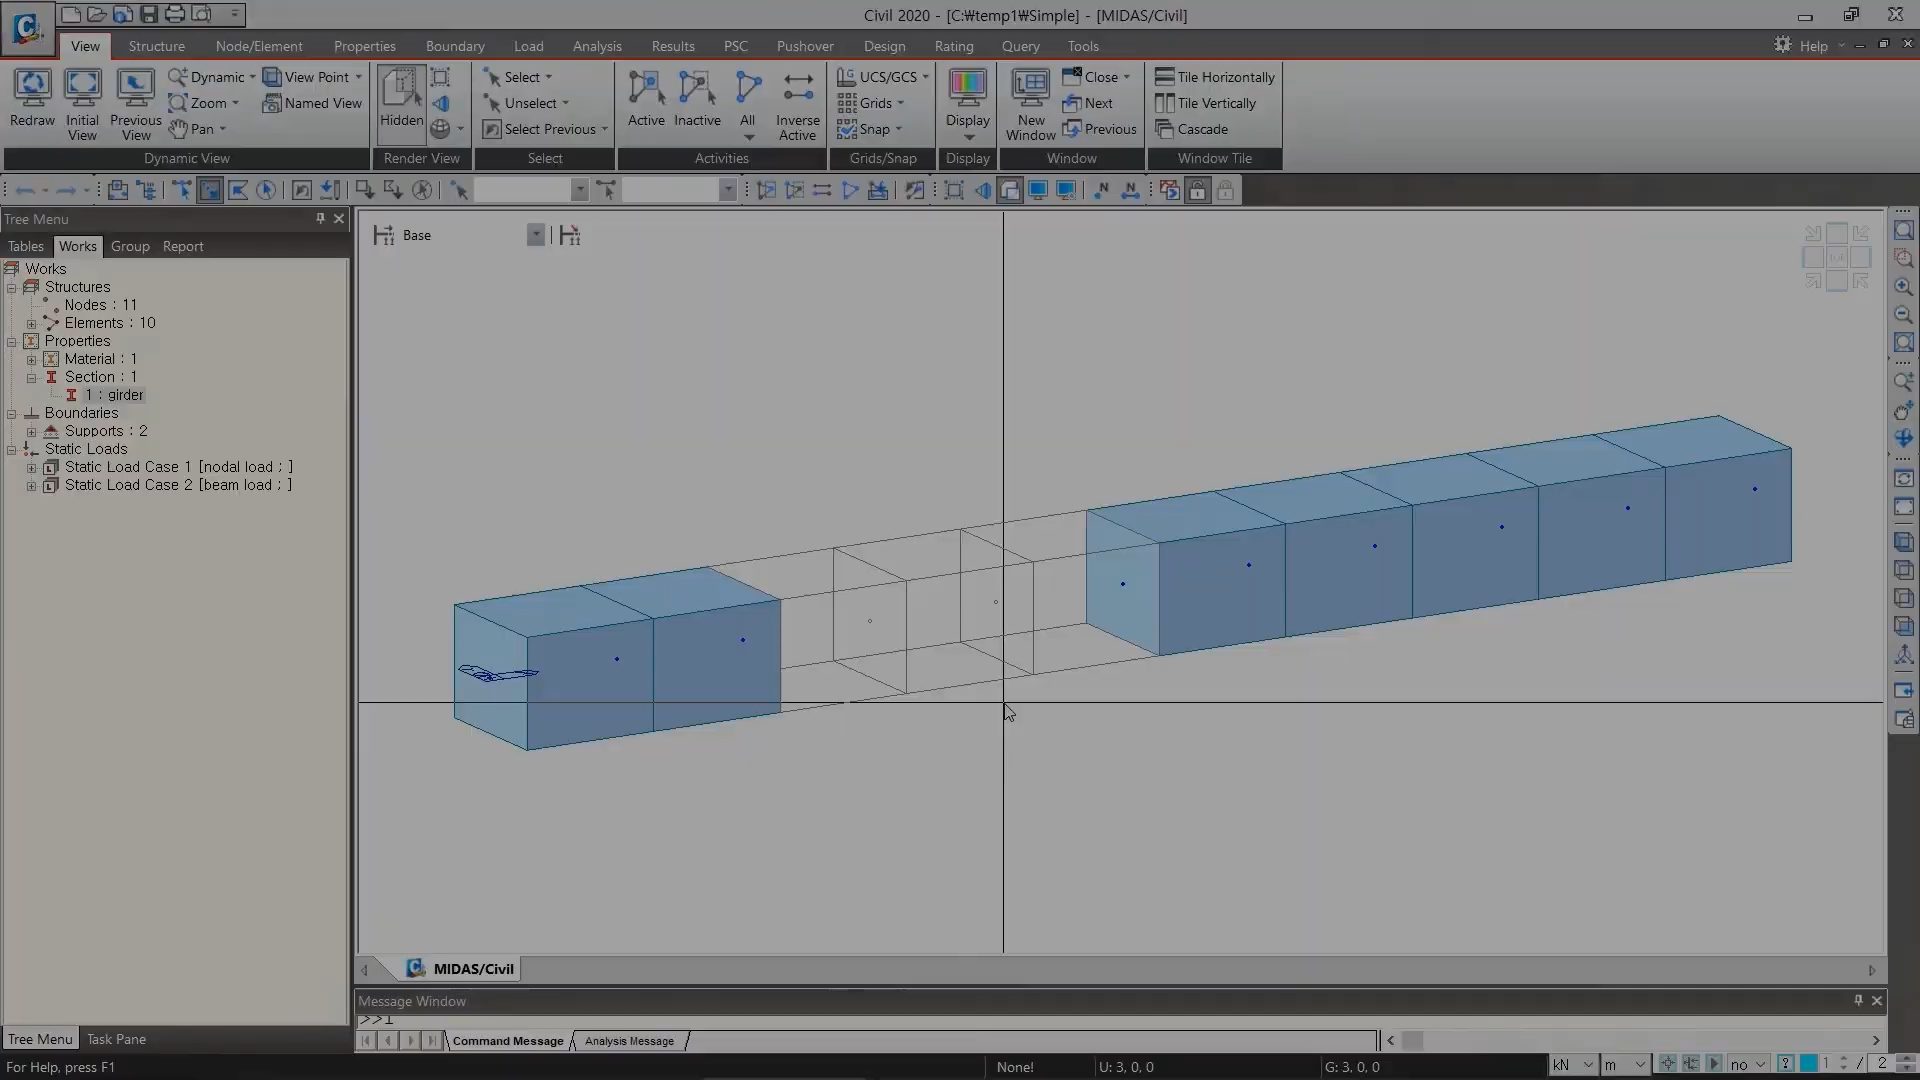 Civil 2020 - [C:₩temp1₩Simple] - [MIDAS/Civil]
View Structure Node/Element Properties Boundary Load Analysis Results PSC Pushover Design Rating Query Tools Help
Redraw Initial View Previous View Dynamic Zoom Pan View Point Named View
Hidden
Select Unselect Select Previous
Active Inactive All Inverse Active
UCS/GCS Grids Snap
Display
New Window Close Next Previous
Tile Horizontally Tile Vertically Cascade
Dynamic View Render View Select Activities Grids/Snap Display Window Window Tile
Tree Menu
Tables Works Group Report
Base
Works
Structures
Nodes : 11
Elements : 10
Properties
Material : 1
Section : 1
1 : girder
Boundaries
Supports : 2
Static Loads
Static Load Case 1 [nodal load ; ]
Static Load Case 2 [beam load ; ]
MIDAS/Civil
Message Window
>>
Command Message Analysis Message
Tree Menu Task Pane
For Help, press F1 None! U: 3, 0, 0 G: 3, 0, 0 kN m no ? 1 / 2